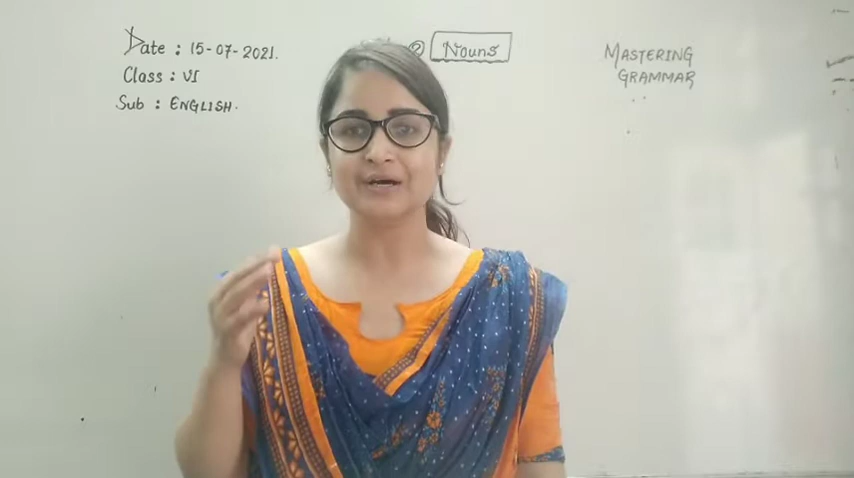 Date : 15-07-2021.
Class : VI
Sub : ENGLISH.
Nouns
MASTERING
GRAMMAR